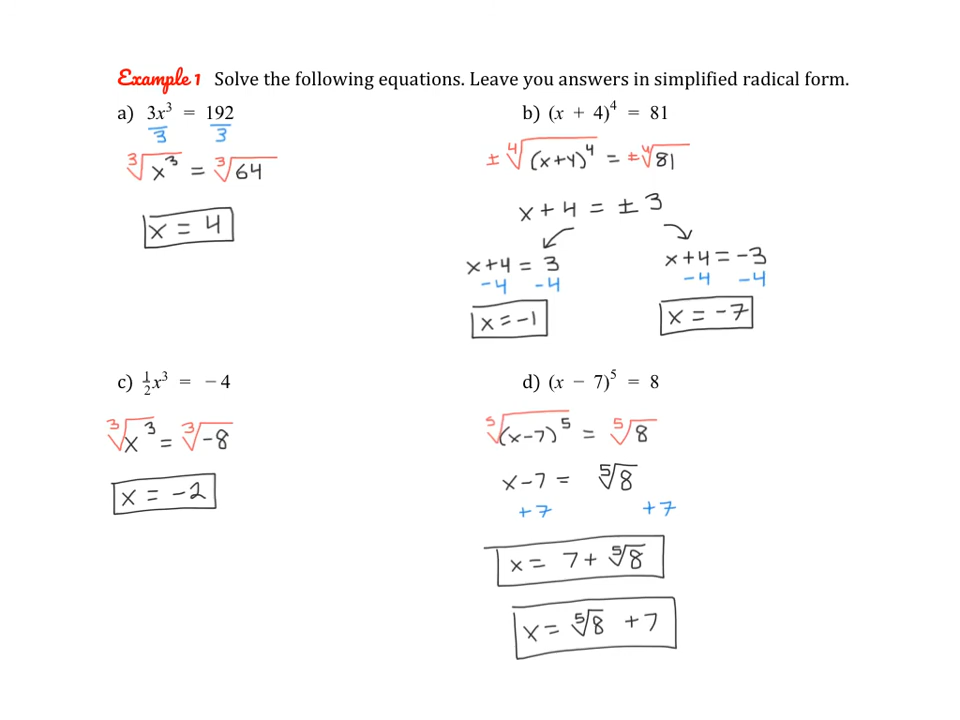 Example 1 Solve the following equations. Leave you answers in simplified radical form.
a) 3x³ = 192
3 3
∛x³ = ∛64
x = 4
b) (x + 4)⁴ = 81
± ∜(x+4)⁴ = ± ∜81
x + 4 = ± 3
x+4 = 3
-4 -4
x = -1
x+4 = -3
-4 -4
x = -7
c) ½x³ = − 4
∛x³ = ∛-8
x = -2
d) (x − 7)⁵ = 8
⁵√(x-7)⁵ = ⁵√8
x-7 = ⁵√8
+7 +7
x = 7 + ⁵√8
x = ⁵√8 + 7